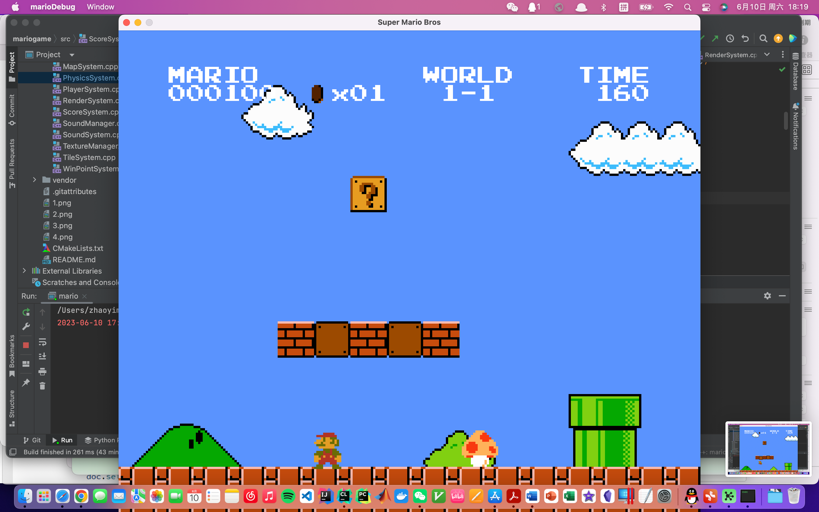 marioDebug Window
1
6月10日 周六 18:19
Super Mario Bros
mariogame
src
ScoreSys
RenderSystem.c
Project
MapSystem.cpp
PhysicsSystem.
PlayerSystem.c
RenderSystem.c
ScoreSystem.cp
SoundManager.
SoundSystem.cp
TextureManager
TileSystem.cpp
WinPointSystem
vendor
.gitattributes
1.png
2.png
3.png
4.png
CMakeLists.txt
README.md
External Libraries
Scratches and Consol
Project
Commit
Pull Requests
Bookmarks
Structure
Database
Notifications
MARIO WORLD TIME
000100 x01 1-1 160
?
Run: mario
/Users/zhaoyin
2023-06-10 17:
Git Run Python
Build finished in 261 ms (43 min
doc.se